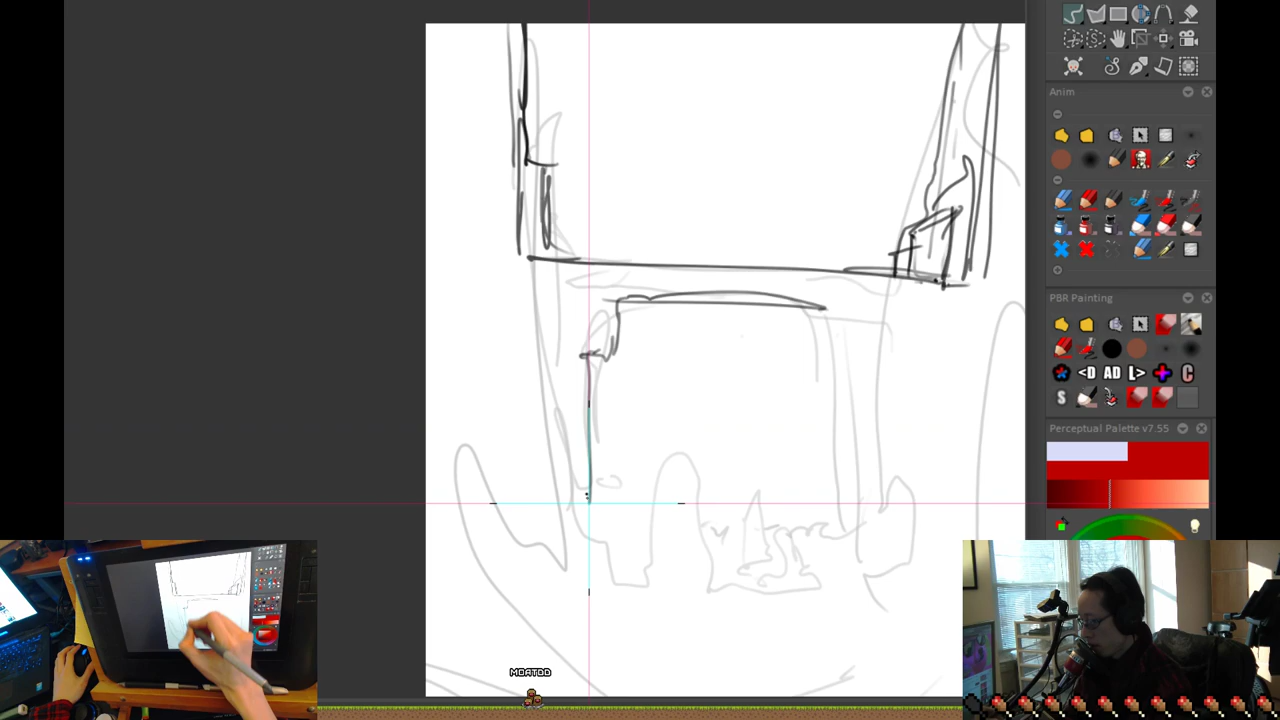 Anim
PBR Painting
<D AD L> C
S
Perceptual Palette v7.55
MOATDD